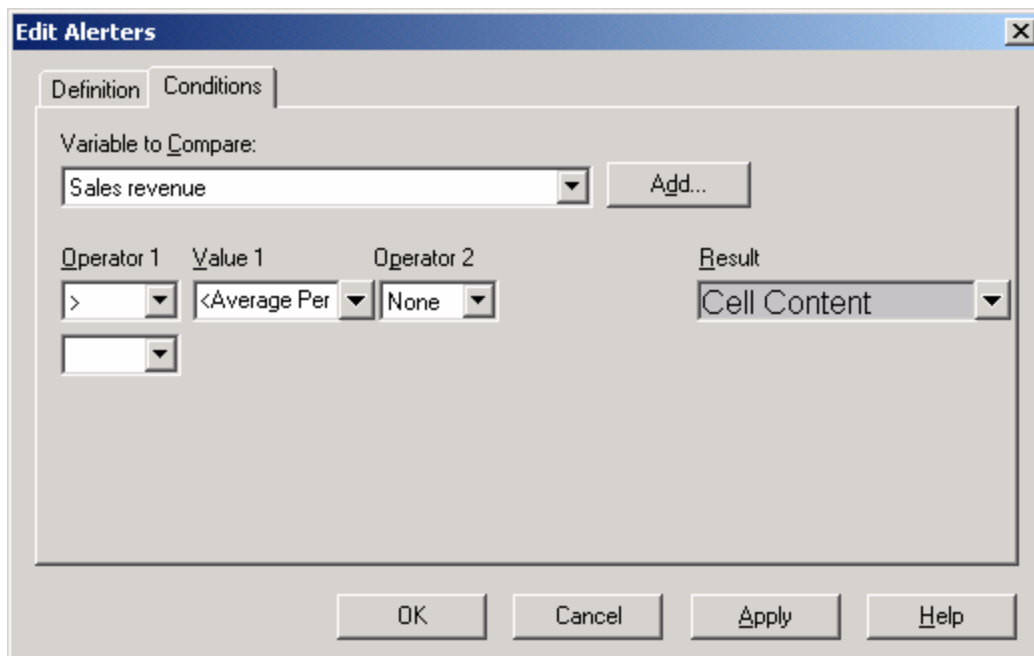 Edit Alerters
Definition Conditions
Variable to Compare:
Sales revenue Add...
Operator 1 Value 1 Operator 2 Result
> <Average Per None Cell Content
OK Cancel Apply Help